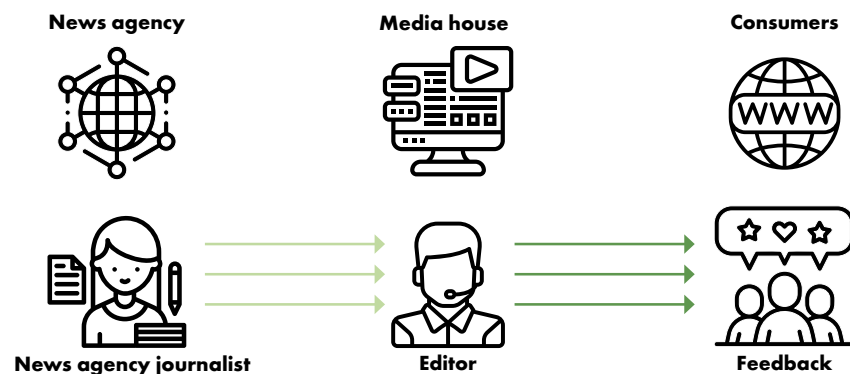 News agency
Media house
Consumers
WWW
News agency journalist
Editor
Feedback